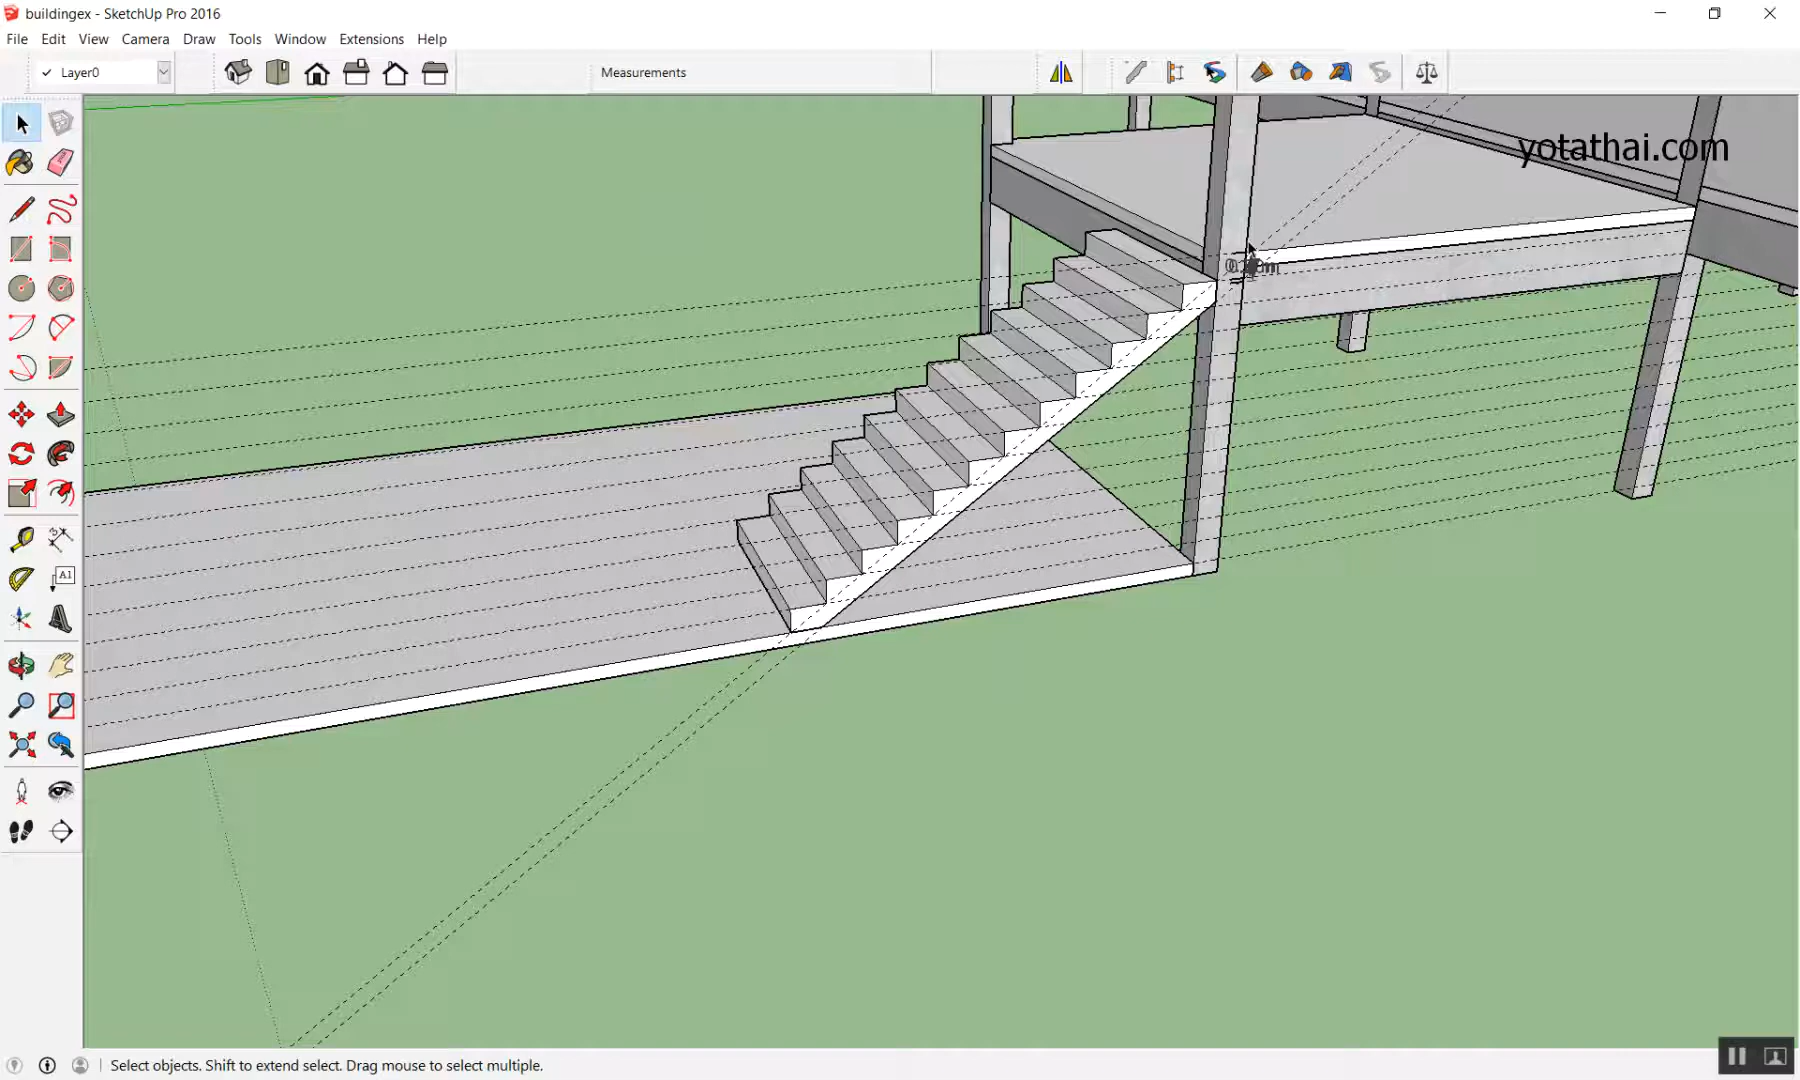 buildingex - SketchUp Pro 2016
File Edit View Camera Draw Tools Window Extensions Help
Layer0
Measurements
yotathai.com
A1
Select objects. Shift to extend select. Drag mouse to select multiple.